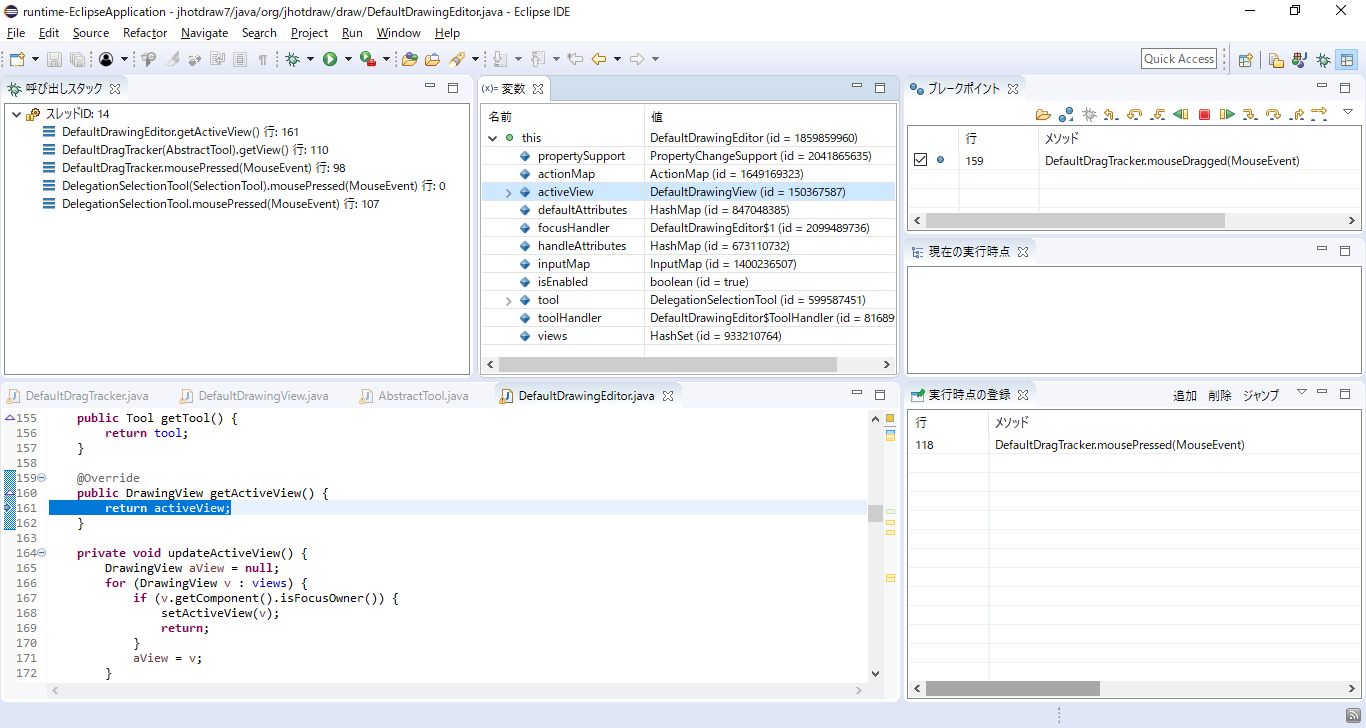 runtime-EclipseApplication - jhotdraw7/java/org/jhotdraw/draw/DefaultDrawingEditor.java - Eclipse IDE
File Edit Source Refactor Navigate Search Project Run Window Help
Quick Access
呼び出しスタック
スレッドID: 14
DefaultDrawingEditor.getActiveView() 行: 161
DefaultDragTracker(AbstractTool).getView() 行: 110
DefaultDragTracker.mousePressed(MouseEvent) 行: 98
DelegationSelectionTool(SelectionTool).mousePressed(MouseEvent) 行: 0
DelegationSelectionTool.mousePressed(MouseEvent) 行: 107
(x)= 変数
名前 値
this DefaultDrawingEditor (id = 1859859960)
propertySupport PropertyChangeSupport (id = 2041865635)
actionMap ActionMap (id = 1649169323)
activeView DefaultDrawingView (id = 150367587)
defaultAttributes HashMap (id = 847048385)
focusHandler DefaultDrawingEditor$1 (id = 2099489736)
handleAttributes HashMap (id = 673110732)
inputMap InputMap (id = 1400236507)
isEnabled boolean (id = true)
tool DelegationSelectionTool (id = 599587451)
toolHandler DefaultDrawingEditor$ToolHandler (id = 81689
views HashSet (id = 933210764)
ブレークポイント
行 メソッド
159 DefaultDragTracker.mouseDragged(MouseEvent)
現在の実行時点
DefaultDragTracker.java DefaultDrawingView.java AbstractTool.java DefaultDrawingEditor.java
155 public Tool getTool() {
156 return tool;
157 }
158
159 @Override
160 public DrawingView getActiveView() {
161 return activeView;
162 }
163
164 private void updateActiveView() {
165 DrawingView aView = null;
166 for (DrawingView v : views) {
167 if (v.getComponent().isFocusOwner()) {
168 setActiveView(v);
169 return;
170 }
171 aView = v;
172 }
実行時点の登録 追加 削除 ジャンプ
行 メソッド
118 DefaultDragTracker.mousePressed(MouseEvent)